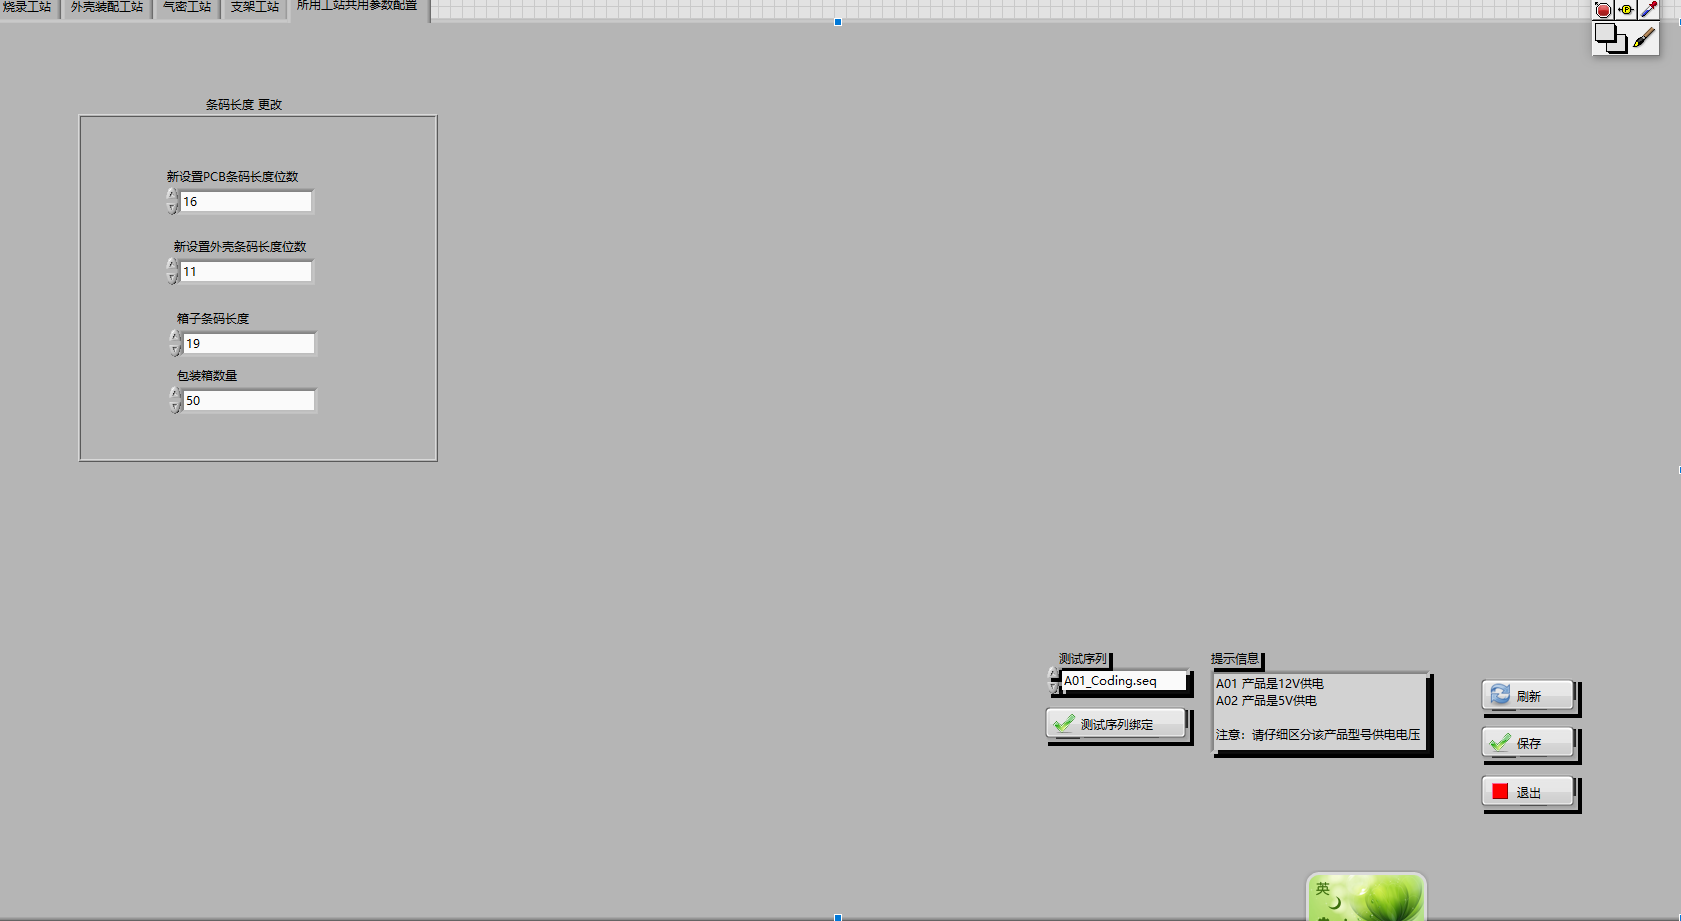 烧录工站 外壳装配工站 气密工站 支架工站 所用工站共用参数配置
条码长度 更改
新设置PCB条码长度位数
16
新设置外壳条码长度位数
11
箱子条码长度
19
包装箱数量
50
测试序列
A01_Coding.seq
测试序列绑定
提示信息
A01 产品是12V供电
A02 产品是5V供电
注意：请仔细区分该产品型号供电电压
刷新
保存
退出
英